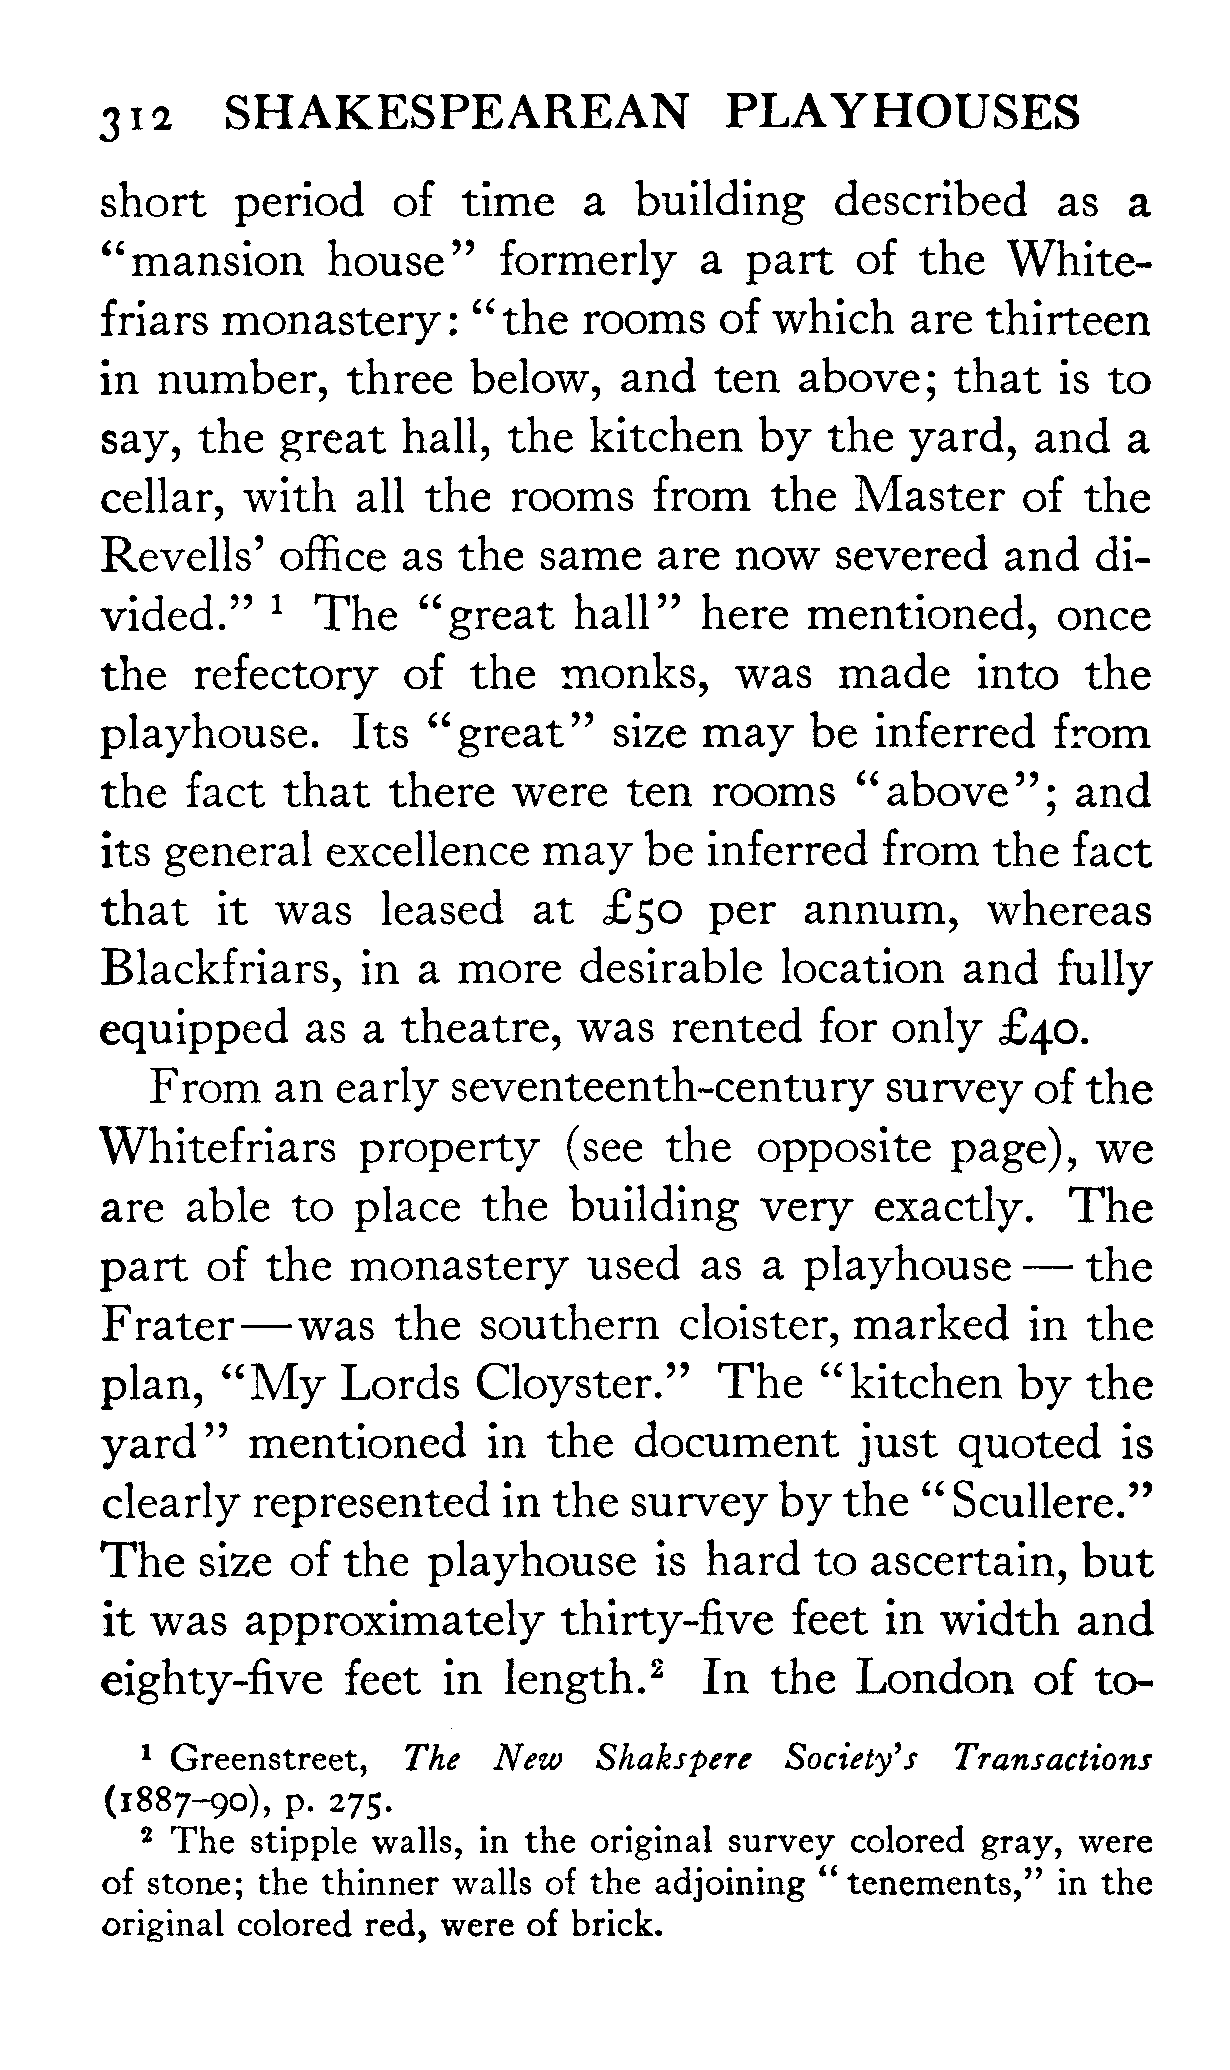 312 SHAKESPEAREAN PLAYHOUSES
short period of time a building described as a
“mansion house” formerly a part of the White-
friars monastery: “the rooms of which are thirteen
in number, three below, and ten above; that is to
say, the great hall, the kitchen by the yard, and a
cellar, with all the rooms from the Master of the
Revells’ office as the same are now severed and di-
vided.” ¹ The “great hall” here mentioned, once
the refectory of the monks, was made into the
playhouse. Its “great” size may be inferred from
the fact that there were ten rooms “above”; and
its general excellence may be inferred from the fact
that it was leased at £50 per annum, whereas
Blackfriars, in a more desirable location and fully
equipped as a theatre, was rented for only £40.
From an early seventeenth-century survey of the
Whitefriars property (see the opposite page), we
are able to place the building very exactly. The
part of the monastery used as a playhouse — the
Frater—was the southern cloister, marked in the
plan, “My Lords Cloyster.” The “kitchen by the
yard” mentioned in the document just quoted is
clearly represented in the survey by the “Scullere.”
The size of the playhouse is hard to ascertain, but
it was approximately thirty-five feet in width and
eighty-five feet in length.² In the London of to-
¹ Greenstreet, The New Shakspere Society’s Transactions
(1887–90), p. 275.
² The stipple walls, in the original survey colored gray, were
of stone; the thinner walls of the adjoining “tenements,” in the
original colored red, were of brick.